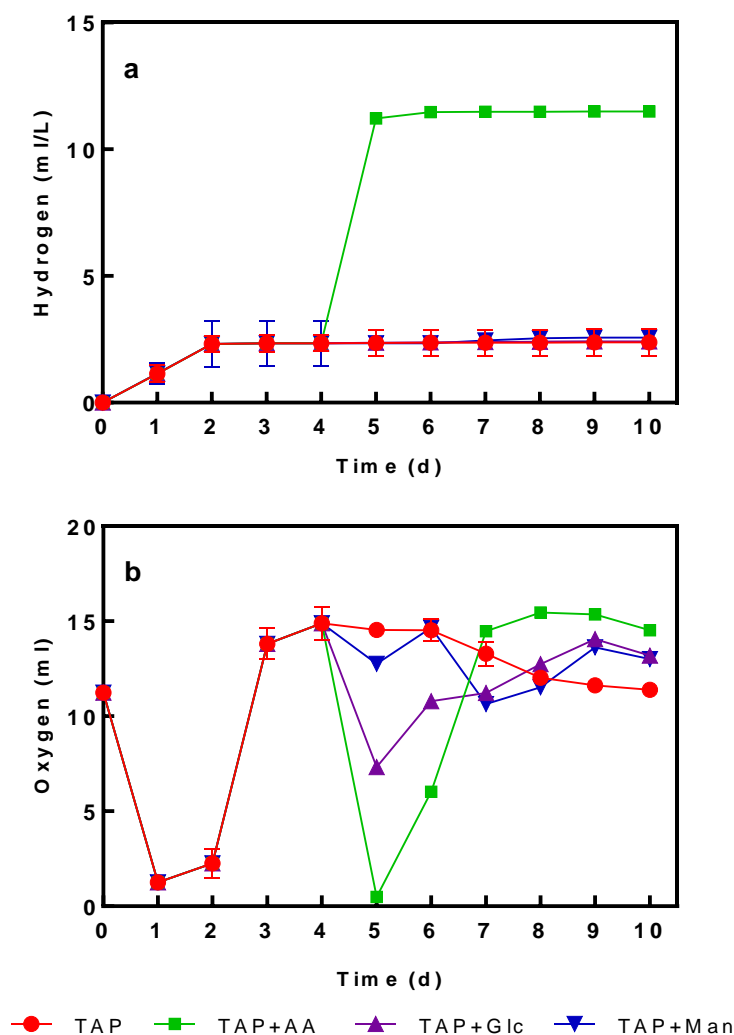 a
Hydrogen (ml/L)
15
10
5
0
0 1 2 3 4 5 6 7 8 9 10
Time (d)
b
Oxygen (ml)
20
15
10
5
0
0 1 2 3 4 5 6 7 8 9 10
Time (d)
TAP TAP+AA TAP+Glc TAP+Man